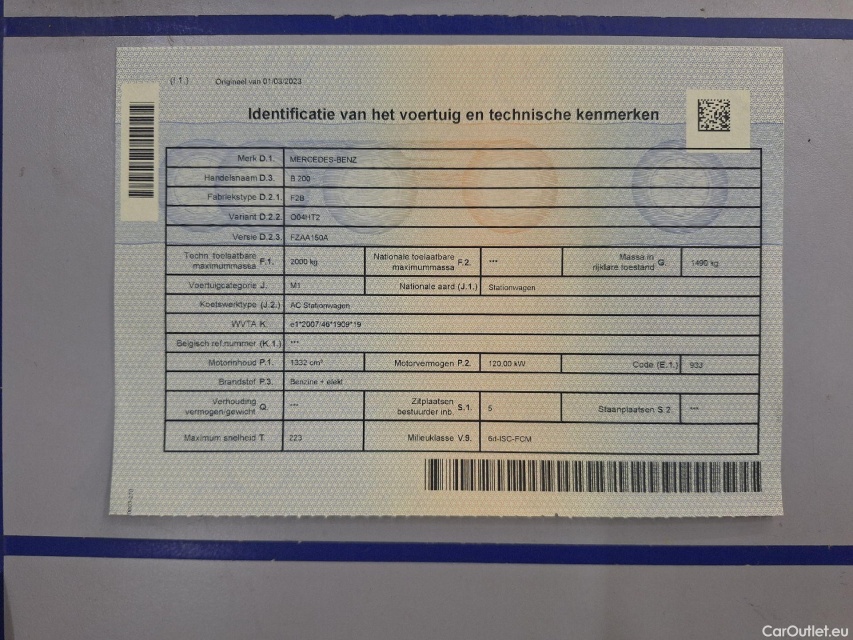 (I.1.) Origineel van 01/03/2023
Identificatie van het voertuig en technische kenmerken
Merk D.1. MERCEDES-BENZ
Handelsnaam D.3. B 200
Fabriekstype D.2.1. F2B
Variant D.2.2. O04HT2
Versie D.2.3. FZAA150A
Techn. toelaatbare maximummassa F.1. 2000 kg Nationale toelaatbare maximummassa F.2. *** Massa in rijklare toestand G. 1490 kg
Voertuigcategorie J. M1 Nationale aard (J.1.) Stationwagen
Koetswerktype (J.2.) AC Stationwagen
WVTA K. e1*2007/46*1909*19
Belgisch ref.nummer (K.1.) ***
Motorinhoud P.1. 1332 cm³ Motorvermogen P.2. 120.00 kW Code (E.1.) 933
Brandstof P.3. Benzine + elekt
Verhouding vermogen/gewicht Q. *** Zitplaatsen bestuurder inb. S.1. 5 Staanplaatsen S.2. ***
Maximum snelheid T. 223 Milieuklasse V.9. 6d-ISC-FCM
CarOutlet.eu